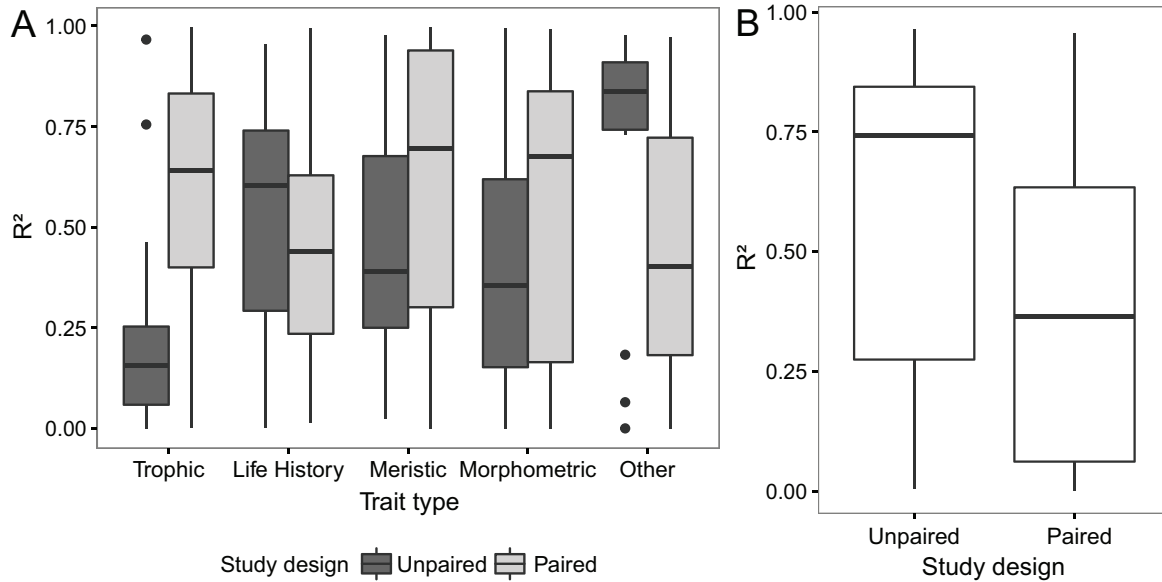 A
1.00
0.75
0.50
0.25
0.00
R²
Trophic
Life History
Meristic
Morphometric
Other
Trait type
Study design Unpaired Paired
B
1.00
0.75
0.50
0.25
0.00
R²
Unpaired
Paired
Study design